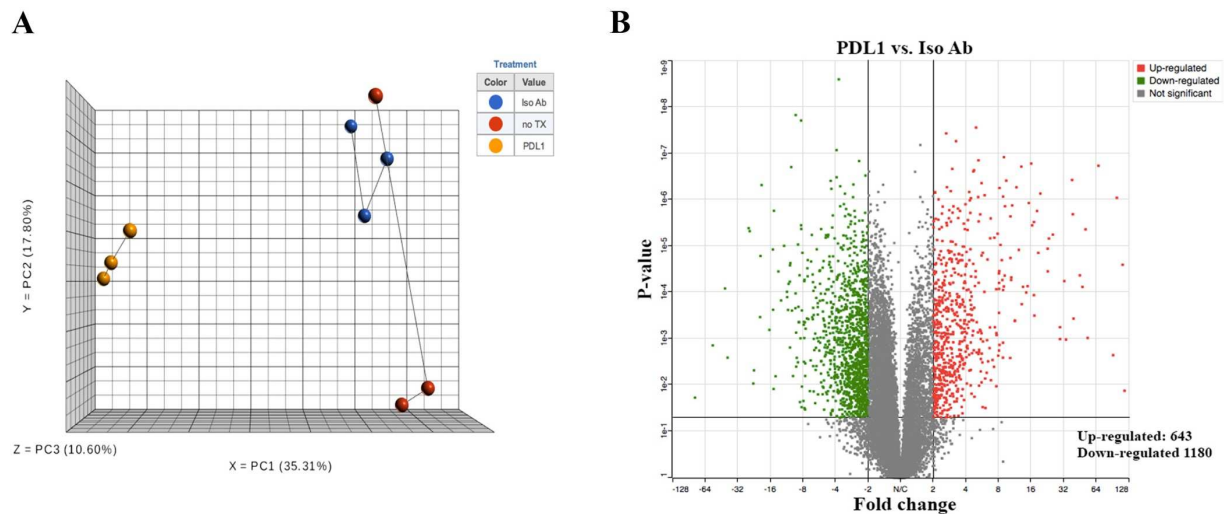 A
Treatment
Color Value
Iso Ab
no TX
PDL1
Y = PC2 (17.80%)
Z = PC3 (10.60%)
X = PC1 (35.31%)
B
PDL1 vs. Iso Ab
Up-regulated
Down-regulated
Not significant
P-value
1e-9
1e-8
1e-7
1e-6
1e-5
1e-4
1e-3
1e-2
1e-1
1
Up-regulated: 643
Down-regulated 1180
-128 -64 -32 -16 -8 -4 -2 N/C 2 4 8 16 32 64 128
Fold change